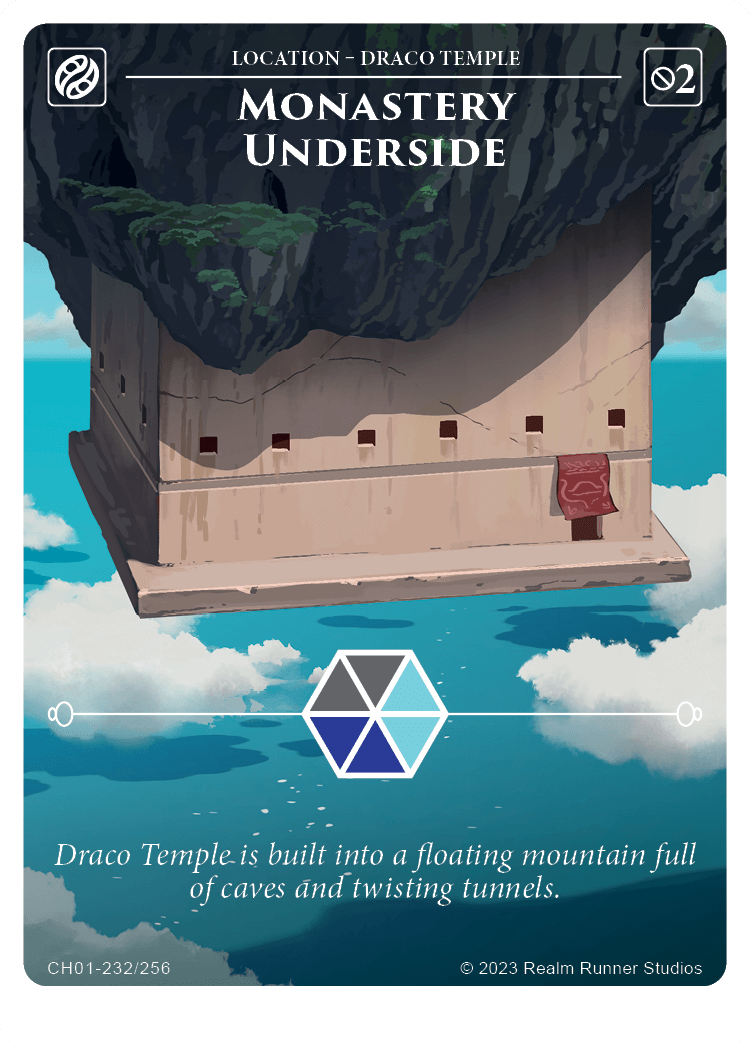 LOCATION – DRACO TEMPLE
2
MONASTERY
UNDERSIDE
Draco Temple is built into a floating mountain full
of caves and twisting tunnels.
CH01-232/256
© 2023 Realm Runner Studios